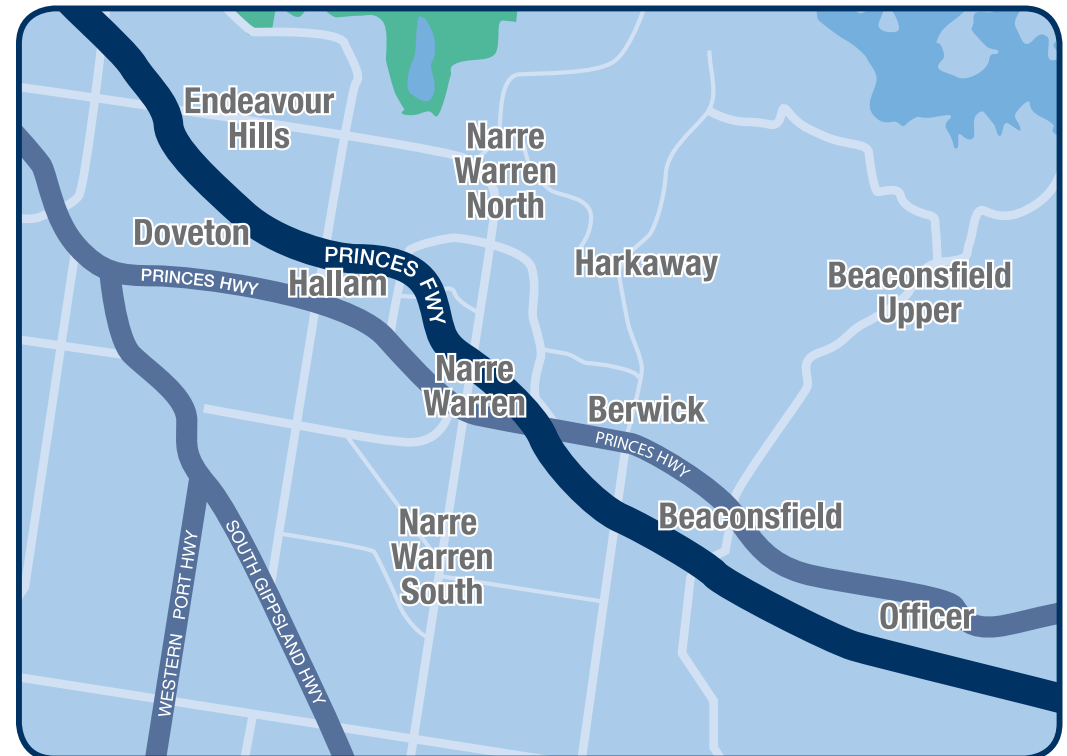 Endeavour
Hills
Narre
Warren
North
Doveton
PRINCES FWY
Harkaway
Beaconsfield
Upper
PRINCES HWY
Hallam
Narre
Warren
Berwick
PRINCES HWY
Beaconsfield
Narre
Warren
South
WESTERN PORT HWY
SOUTH GIPPSLAND HWY
Officer